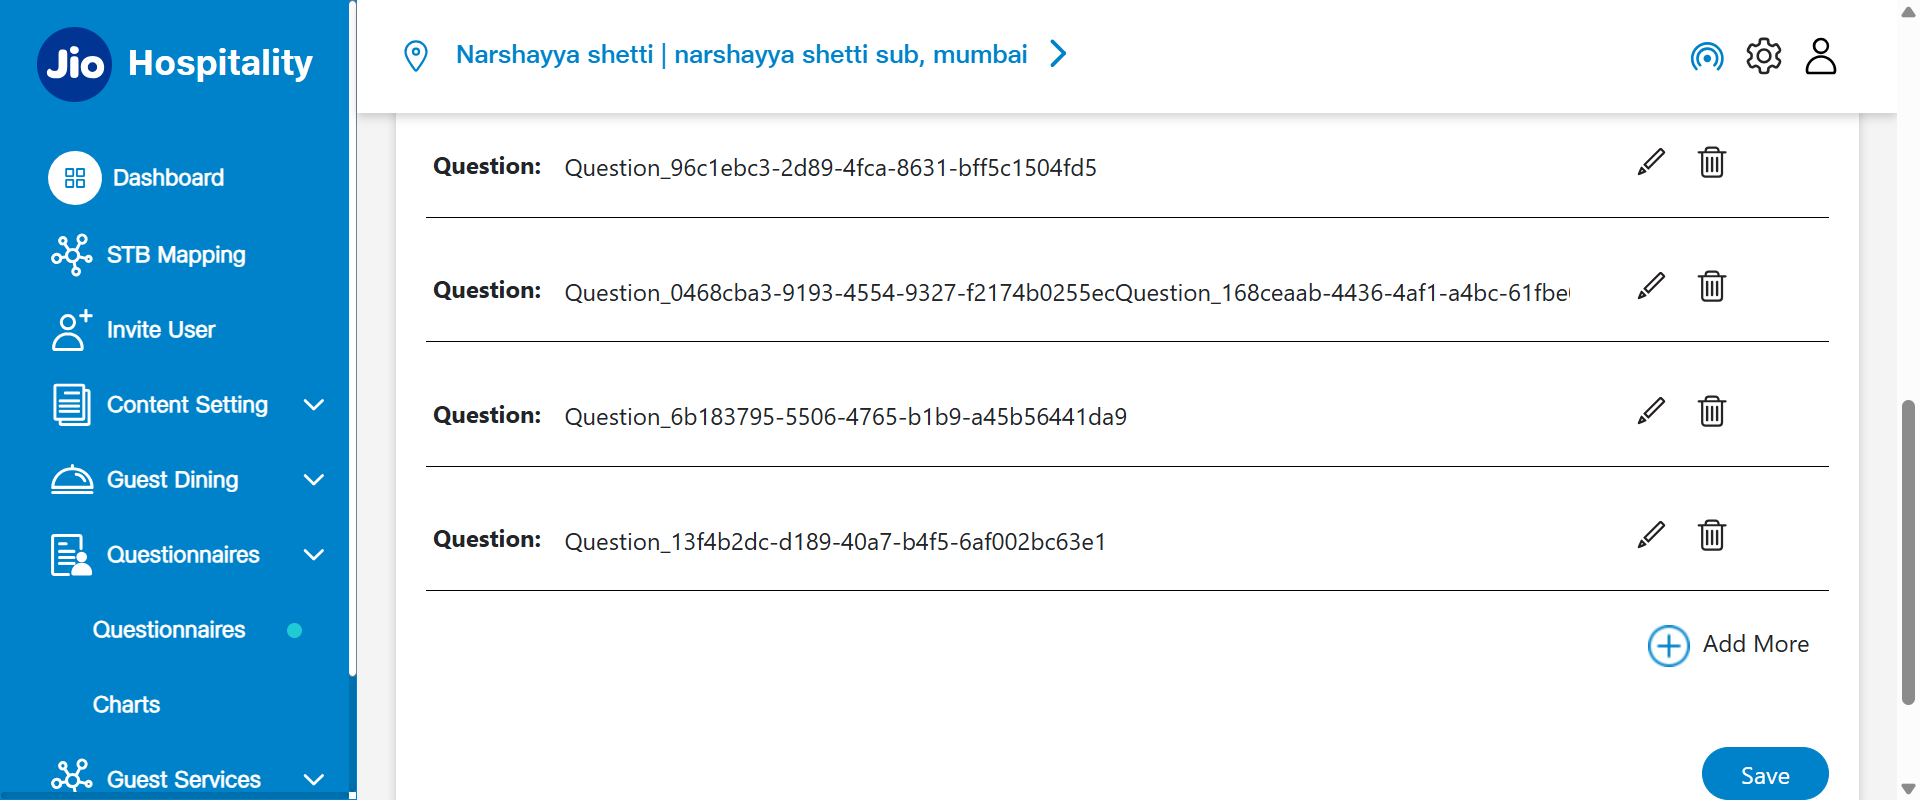 Jio Hospitality
Narshayya shetti | narshayya shetti sub, mumbai
Dashboard
STB Mapping
Invite User
Content Setting
Guest Dining
Questionnaires
Questionnaires
Charts
Guest Services
Question: Question_96c1ebc3-2d89-4fca-8631-bff5c1504fd5
Question: Question_0468cba3-9193-4554-9327-f2174b0255ecQuestion_168ceaab-4436-4af1-a4bc-61fbe
Question: Question_6b183795-5506-4765-b1b9-a45b56441da9
Question: Question_13f4b2dc-d189-40a7-b4f5-6af002bc63e1
Add More
Save